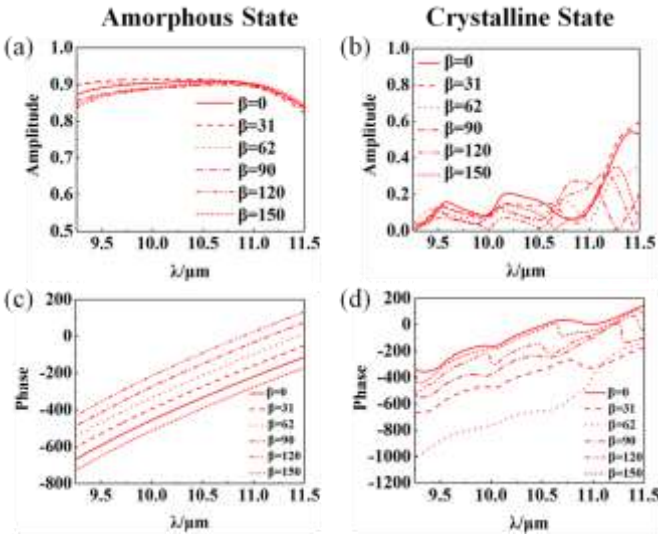 Amorphous State
Crystalline State
(a)
Amplitude
1.0
0.9
0.8
0.7
0.6
0.5
9.5 10.0 10.5 11.0 11.5
λ/μm
β=0
β=31
β=62
β=90
β=120
β=150
(b)
Amplitude
1.0
0.8
0.6
0.4
0.2
0.0
9.5 10.0 10.5 11.0 11.5
λ/μm
β=0
β=31
β=62
β=90
β=120
β=150
(c)
Phase
200
0
-200
-400
-600
-800
9.5 10.0 10.5 11.0 11.5
λ/μm
β=0
β=31
β=62
β=90
β=120
β=150
(d)
Phase
200
0
-200
-400
-600
-800
-1000
-1200
9.5 10.0 10.5 11.0 11.5
λ/μm
β=0
β=31
β=62
β=90
β=120
β=150